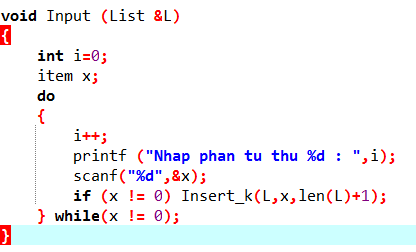 void Input (List &L)
{
int i=0;
item x;
do
{
i++;
printf ("Nhap phan tu thu %d : ",i);
scanf("%d",&x);
if (x != 0) Insert_k(L,x,len(L)+1);
} while(x != 0);
}